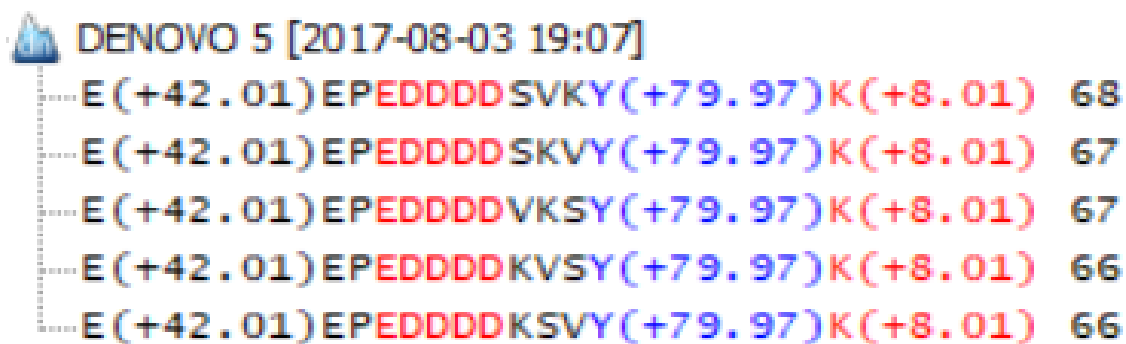 DENOVO 5 [2017-08-03 19:07]
E(+42.01)EPEDDDDSVKY(+79.97)K(+8.01) 68
E(+42.01)EPEDDDDSKVY(+79.97)K(+8.01) 67
E(+42.01)EPEDDDDVKSY(+79.97)K(+8.01) 67
E(+42.01)EPEDDDDKVSY(+79.97)K(+8.01) 66
E(+42.01)EPEDDDDKSVY(+79.97)K(+8.01) 66